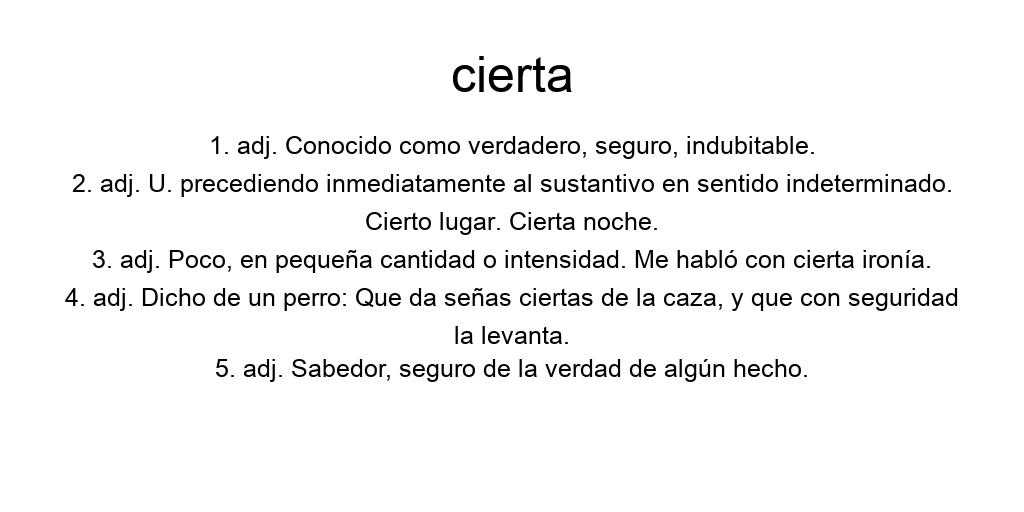 cierta
1. adj. Conocido como verdadero, seguro, indubitable.
2. adj. U. precediendo inmediatamente al sustantivo en sentido indeterminado.
Cierto lugar. Cierta noche.
3. adj. Poco, en pequeña cantidad o intensidad. Me habló con cierta ironía.
4. adj. Dicho de un perro: Que da señas ciertas de la caza, y que con seguridad
la levanta.
5. adj. Sabedor, seguro de la verdad de algún hecho.